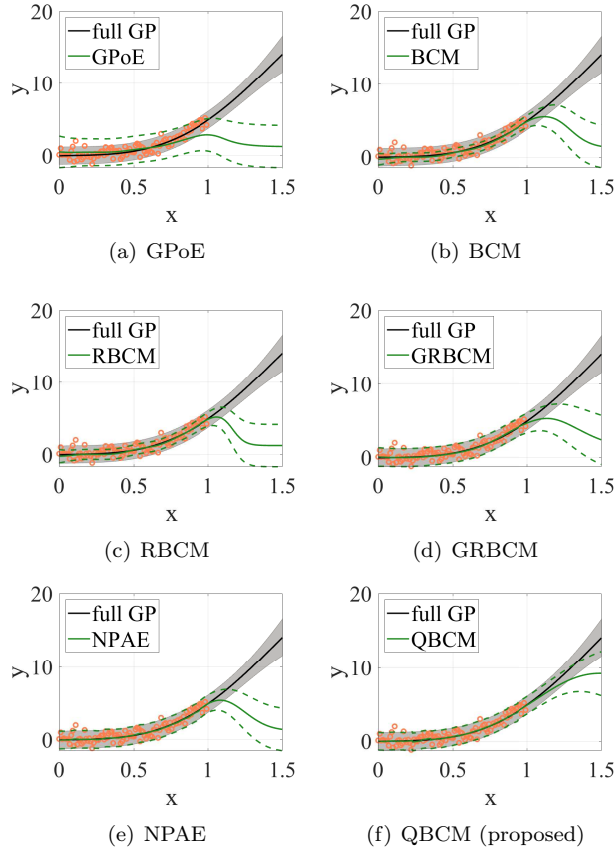 20
full GP
GPoE
10
y
0
0 0.5 1 1.5
x
(a) GPoE
20
full GP
BCM
10
y
0
0 0.5 1 1.5
x
(b) BCM
20
full GP
RBCM
10
y
0
0 0.5 1 1.5
x
(c) RBCM
20
full GP
GRBCM
10
y
0
0 0.5 1 1.5
x
(d) GRBCM
20
full GP
NPAE
10
y
0
0 0.5 1 1.5
x
(e) NPAE
20
full GP
QBCM
10
y
0
0 0.5 1 1.5
x
(f) QBCM (proposed)